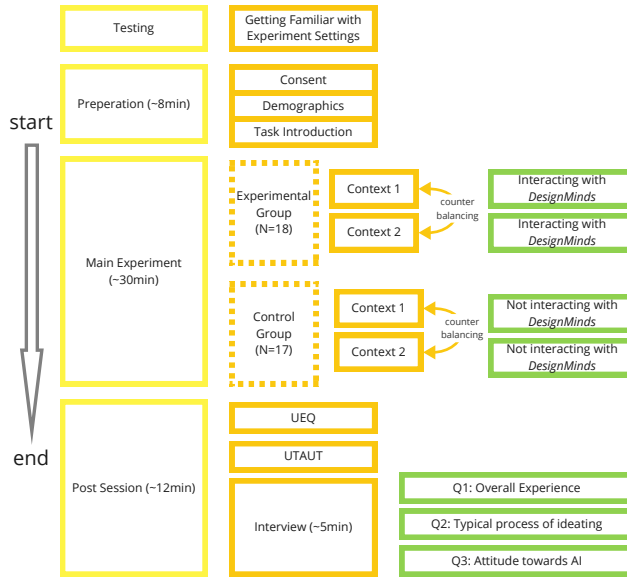 Testing
Getting Familiar with
Experiment Settings
start
Preperation (~8min)
Consent
Demographics
Task Introduction
Main Experiment
(~30min)
Experimental
Group
(N=18)
Context 1
Context 2
counter
balancing
Interacting with
DesignMinds
Interacting with
DesignMinds
Control
Group
(N=17)
Context 1
Context 2
counter
balancing
Not interacting with
DesignMinds
Not interacting with
DesignMinds
end
Post Session (~12min)
UEQ
UTAUT
Interview (~5min)
Q1: Overall Experience
Q2: Typical process of ideating
Q3: Attitude towards AI